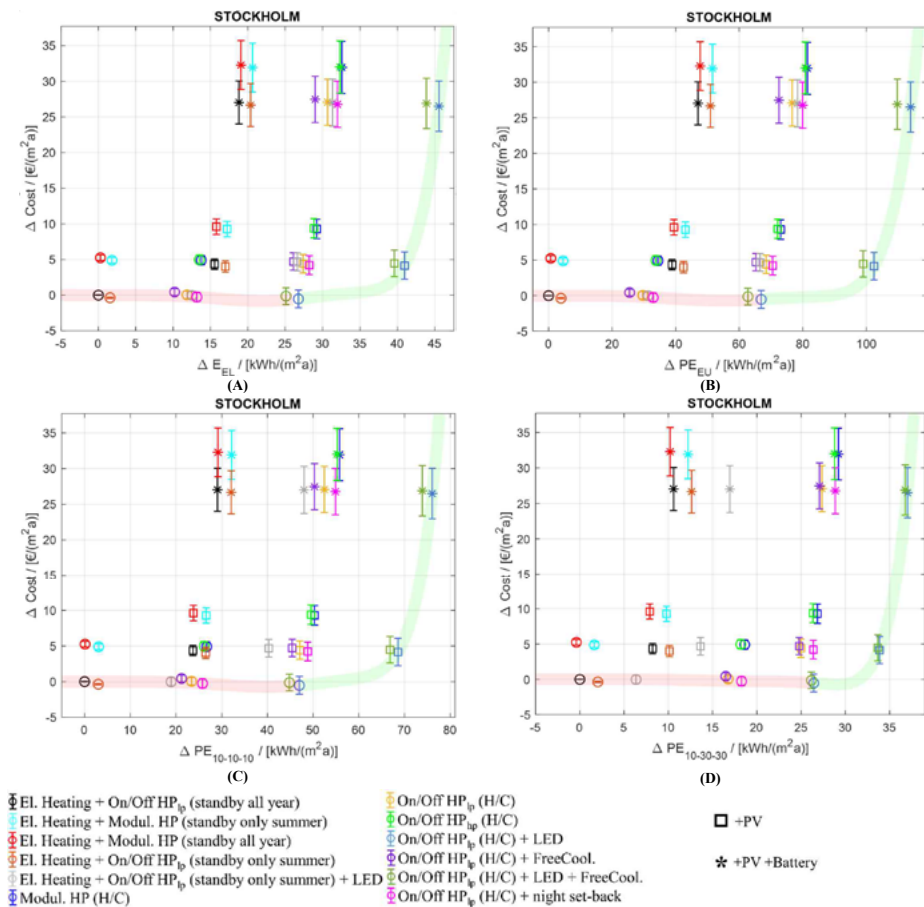 STOCKHOLM
35
30
25
20
15
10
5
0
-5
Δ Cost / [€/(m²a)]
-5 0 5 10 15 20 25 30 35 40 45
Δ E_EL / [kWh/(m²a)]
(A)
STOCKHOLM
35
30
25
20
15
10
5
0
-5
Δ Cost / [€/(m²a)]
0 20 40 60 80 100
Δ PE_EU / [kWh/(m²a)]
(B)
STOCKHOLM
35
30
25
20
15
10
5
0
-5
Δ Cost / [€/(m²a)]
0 10 20 30 40 50 60 70 80
Δ PE_10-10-10 / [kWh/(m²a)]
(C)
STOCKHOLM
35
30
25
20
15
10
5
0
-5
Δ Cost / [€/(m²a)]
-5 0 5 10 15 20 25 30 35
Δ PE_10-30-30 / [kWh/(m²a)]
(D)
El. Heating + On/Off HP_lp (standby all year)
El. Heating + Modul. HP (standby only summer)
El. Heating + Modul. HP (standby all year)
El. Heating + On/Off HP_lp (standby only summer)
El. Heating + On/Off HP_lp (standby only summer) + LED
Modul. HP (H/C)
On/Off HP_lp (H/C)
On/Off HP_hp (H/C)
On/Off HP_lp (H/C) + LED
On/Off HP_lp (H/C) + FreeCool.
On/Off HP_lp (H/C) + LED + FreeCool.
On/Off HP_lp (H/C) + night set-back
+PV
+PV +Battery